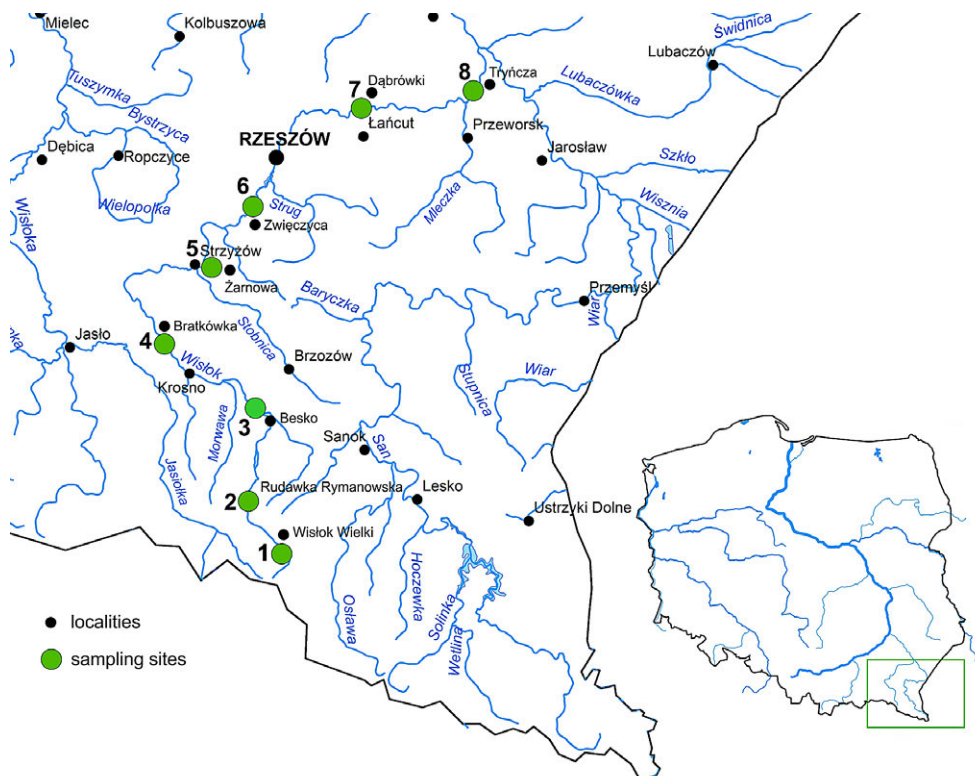 Mielec
Kolbuszowa
Świdnica
Lubaczów
Tuszymka
Dąbrówki
8
Tryńcza
7
Lubaczówka
Bystrzyca
Łańcut
Przeworsk
RZESZÓW
Dębica
Ropczyce
Jarosław
Szkło
Wielopolka
6
Strug
Mleczka
Wisznia
Wisłoka
Zwięczyca
5
Strzyżów
Żarnowa
Baryczka
Przemyśl
Wiar
Bratkówka
Stobnica
4
Jasło
Wisłok
Brzozów
Stupnica
Wiar
Krosno
3
Besko
Morwawa
Sanok
San
Jasiołka
2
Rudawka Rymanowska
Lesko
Ustrzyki Dolne
1
Wisłok Wielki
Osława
Hoczewka
Solinka
Wetlina
localities
sampling sites